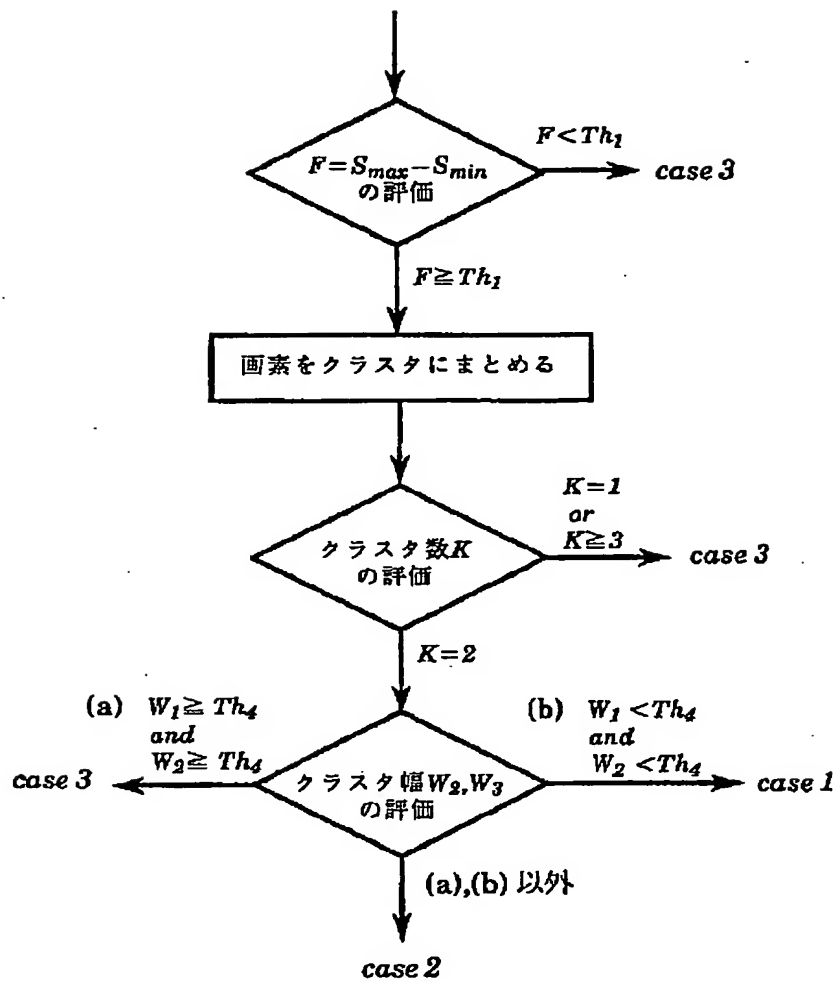 F=Smax−Smin
の評価
F<Th1
case 3
F≧Th1
画素をクラスタにまとめる
クラスタ数K
の評価
K=1
or
K≧3
case 3
K=2
(a) W1≧Th4
and
W2≧Th4
case 3
クラスタ幅W2,W3
の評価
(b) W1<Th4
and
W2<Th4
case 1
(a),(b) 以外
case 2